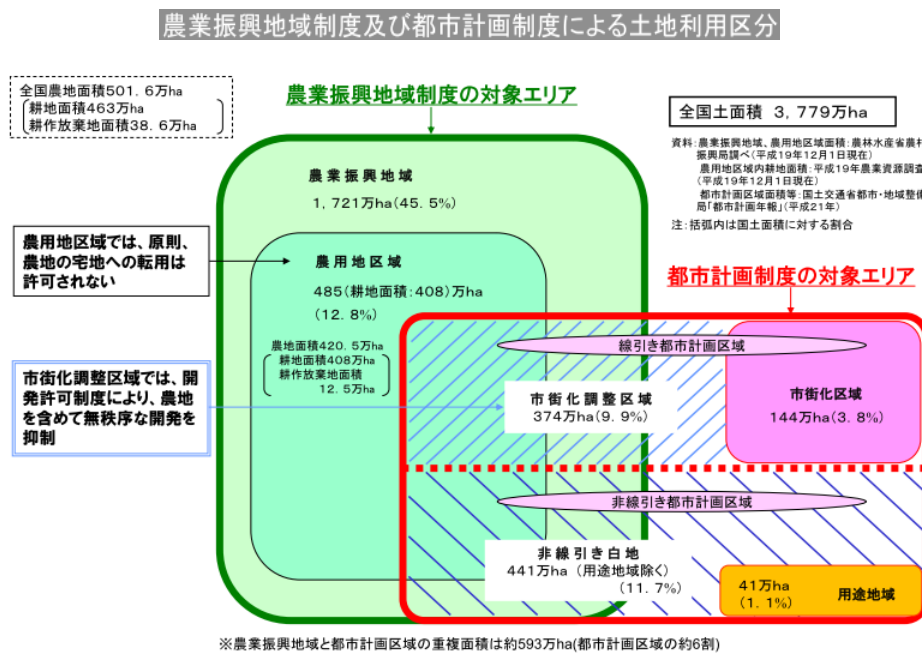 農業振興地域制度及び都市計画制度による土地利用区分
全国農地面積501.6万ha
耕地面積463万ha
耕作放棄地面積38.6万ha
農業振興地域制度の対象エリア
全国土面積 3,779万ha
資料:農業振興地域、農用地区域面積:農林水産省農村
振興局調べ(平成19年12月1日現在)
農用地区域内耕地面積:平成19年農業資源調査
(平成19年12月1日現在)
都市計画区域面積等:国土交通省都市・地域整備
局「都市計画年報」(平成21年)
注:括弧内は国土面積に対する割合
農業振興地域
1,721万ha(45.5%)
農用地区域では、原則、
農地の宅地への転用は
許可されない
農用地区域
485(耕地面積:408)万ha
(12.8%)
農地面積420.5万ha
耕地面積408万ha
耕作放棄地面積
12.5万ha
都市計画制度の対象エリア
線引き都市計画区域
市街化調整区域では、開
発許可制度により、農地
を含めて無秩序な開発を
抑制
市街化調整区域
374万ha(9.9%)
市街化区域
144万ha(3.8%)
非線引き都市計画区域
非線引き白地
441万ha (用途地域除く)
(11.7%)
41万ha
(1.1%)
用途地域
※農業振興地域と都市計画区域の重複面積は約593万ha(都市計画区域の約6割)